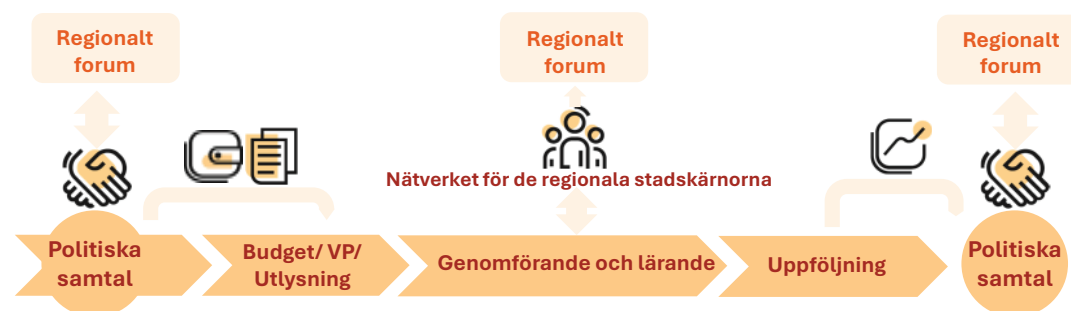 Regionalt
forum
Regionalt
forum
Regionalt
forum
Nätverket för de regionala stadskärnorna
Politiska
samtal
Budget/ VP/
Utlysning
Genomförande och lärande
Uppföljning
Politiska
samtal